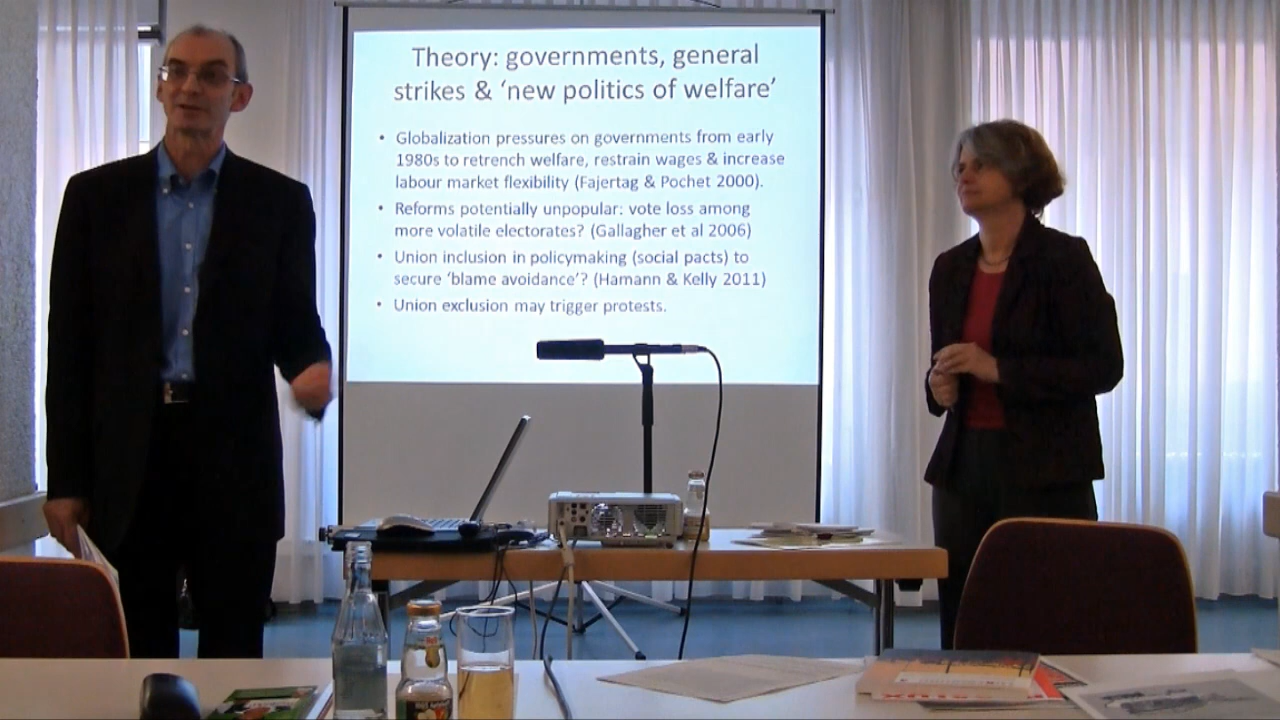 Theory: governments, general
strikes & ‘new politics of welfare’
• Globalization pressures on governments from early
1980s to retrench welfare, restrain wages & increase
labour market flexibility (Fajertag & Pochet 2000).
• Reforms potentially unpopular: vote loss among
more volatile electorates? (Gallagher et al 2006)
• Union inclusion in policymaking (social pacts) to
secure ‘blame avoidance’? (Hamann & Kelly 2011)
• Union exclusion may trigger protests.